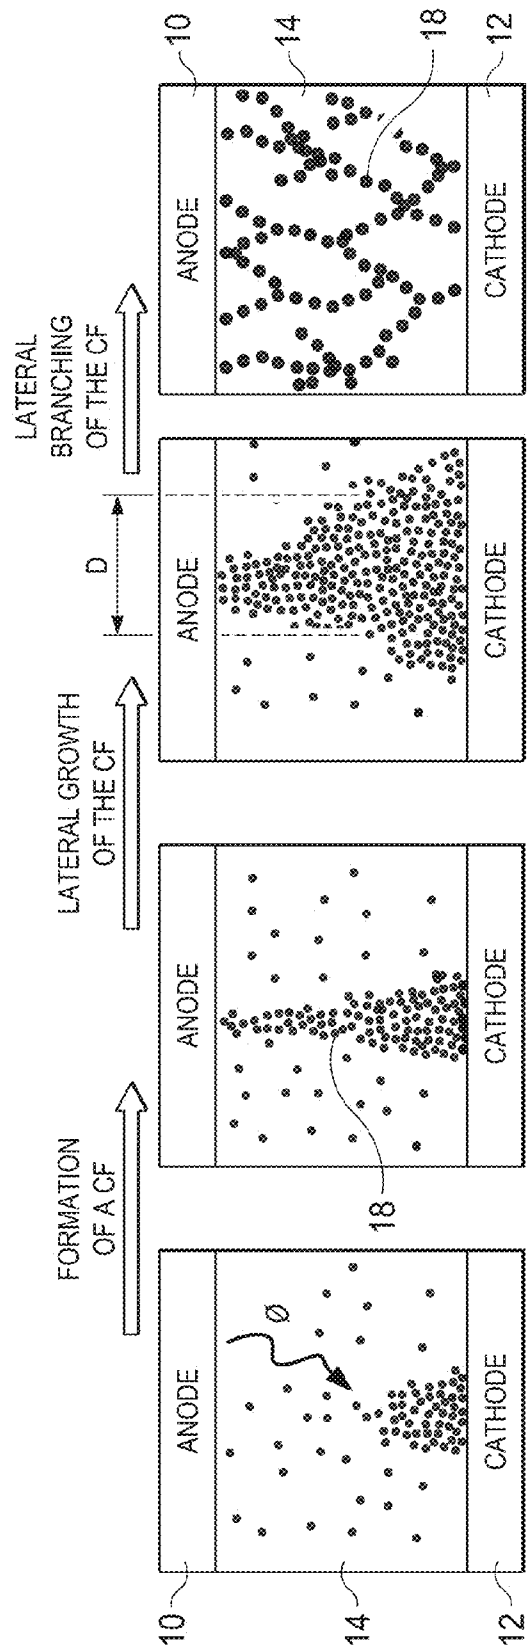 FORMATION
OF A CF
LATERAL GROWTH
OF THE CF
LATERAL
BRANCHING
OF THE CF
D
10
ANODE
ANODE
ANODE
ANODE
10
Ø
14
14
18
18
12
CATHODE
CATHODE
CATHODE
CATHODE
12